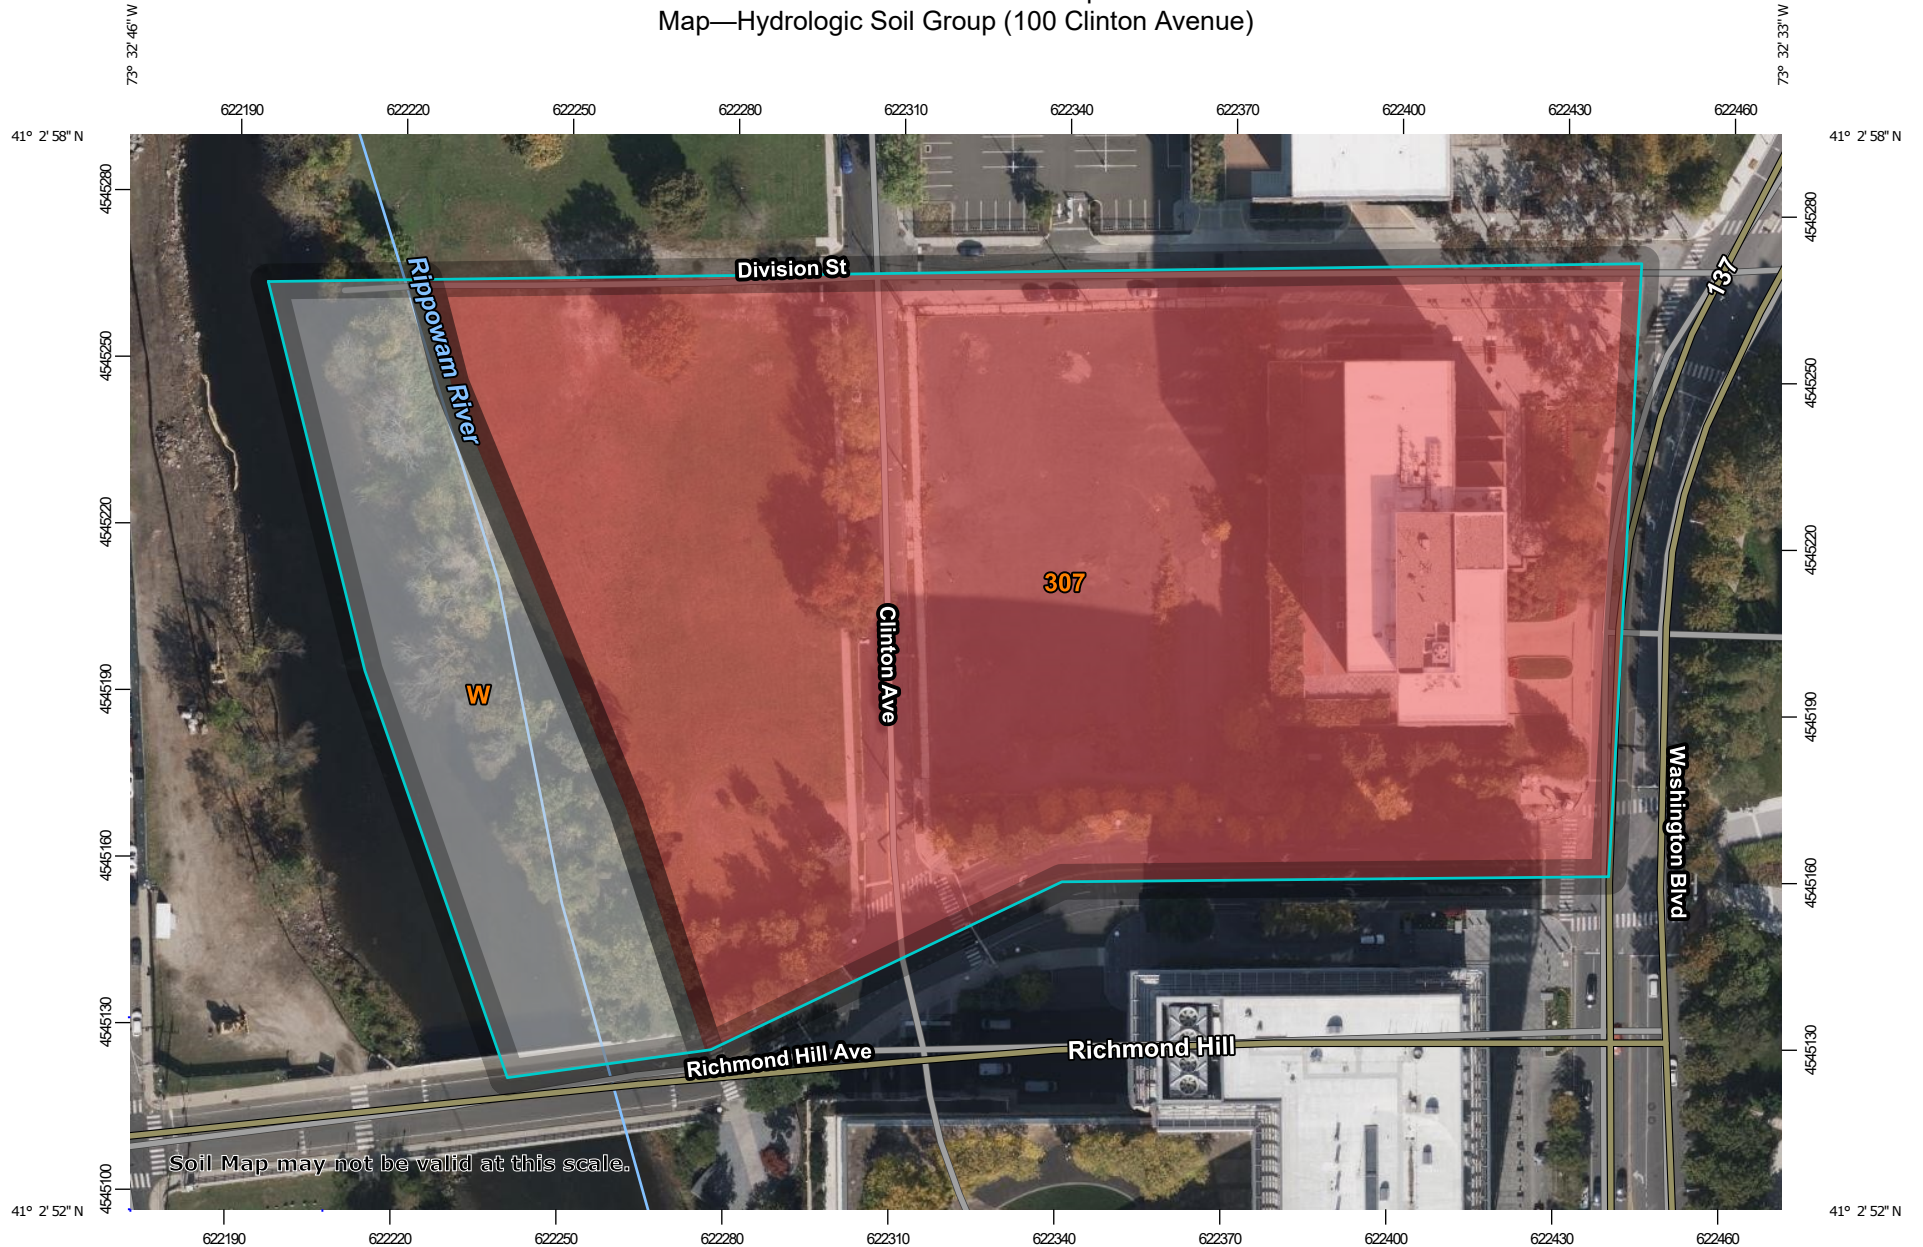 Map—Hydrologic Soil Group (100 Clinton Avenue)
73° 32' 46" W
73° 32' 33" W
622190 622220 622250 622280 622310 622340 622370 622400 622430 622460
41° 2' 58" N
41° 2' 58" N
4545280
4545280
Division St
137
Rippowam River
4545250
4545250
4545220
4545220
307
Clinton Ave
W
4545190
4545190
Washington Blvd
4545160
4545160
4545130
4545130
Richmond Hill Ave
Richmond Hill
Soil Map may not be valid at this scale.
4545100
41° 2' 52" N
41° 2' 52" N
622190 622220 622250 622280 622310 622340 622370 622400 622430 622460